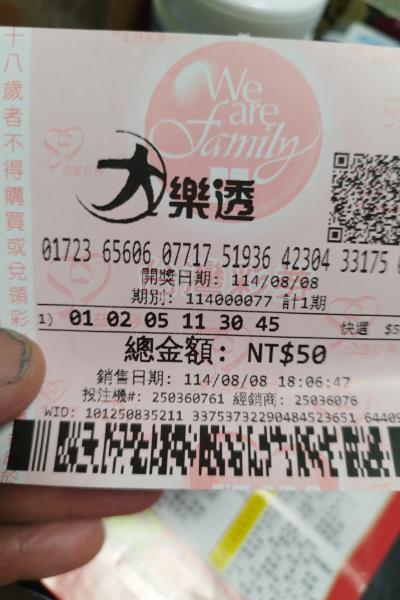 十八歲者不得購買或兌領彩
We
are
Family
大樂透
01723 65606 07717 51936 42304 33175
開獎日期: 114/08/08
期別: 114000077 計1期
1) 01 02 05 11 30 45 快選 $5
總金額: NT$50
銷售日期: 114/08/08 18:06:47
投注機#: 250360761 經銷商: 25036076
WID: 101250835211 33753732290484523651 64409